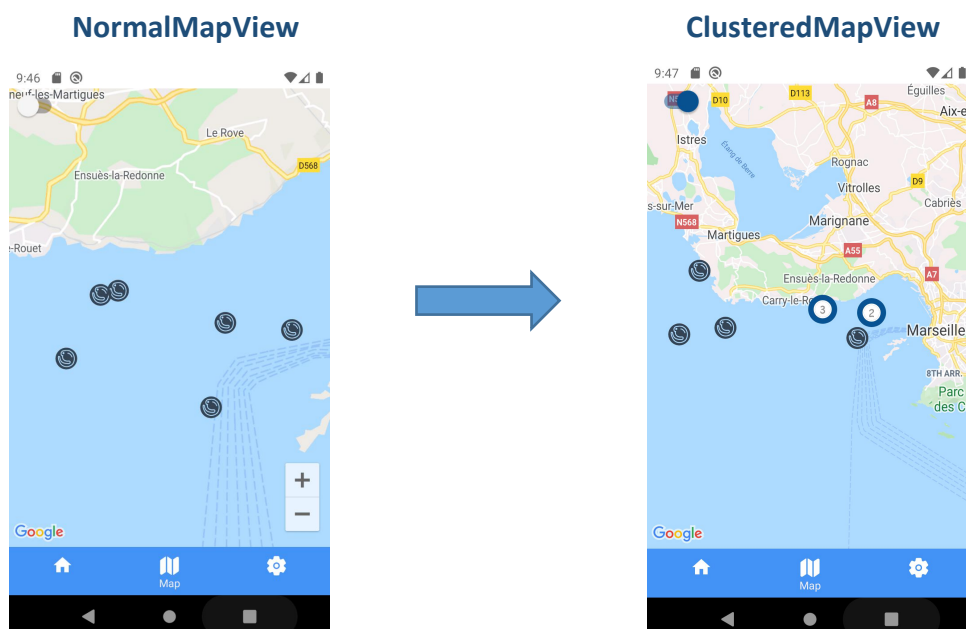 NormalMapView
ClusteredMapView
9:46
neuf-les-Martigues
Le Rove
D568
Ensuès-la-Redonne
-Rouet
+
−
Google
Map
9:47
D10
D113
A8
Éguilles
Aix-e
Istres
Étang de Berre
Rognac
Vitrolles
D9
Cabriès
s-sur-Mer
N568
Martigues
Marignane
A55
A7
Ensuès-la-Redonne
Carry-le-R
3
2
Marseille
8TH ARR.
Parc
des C
Google
Map